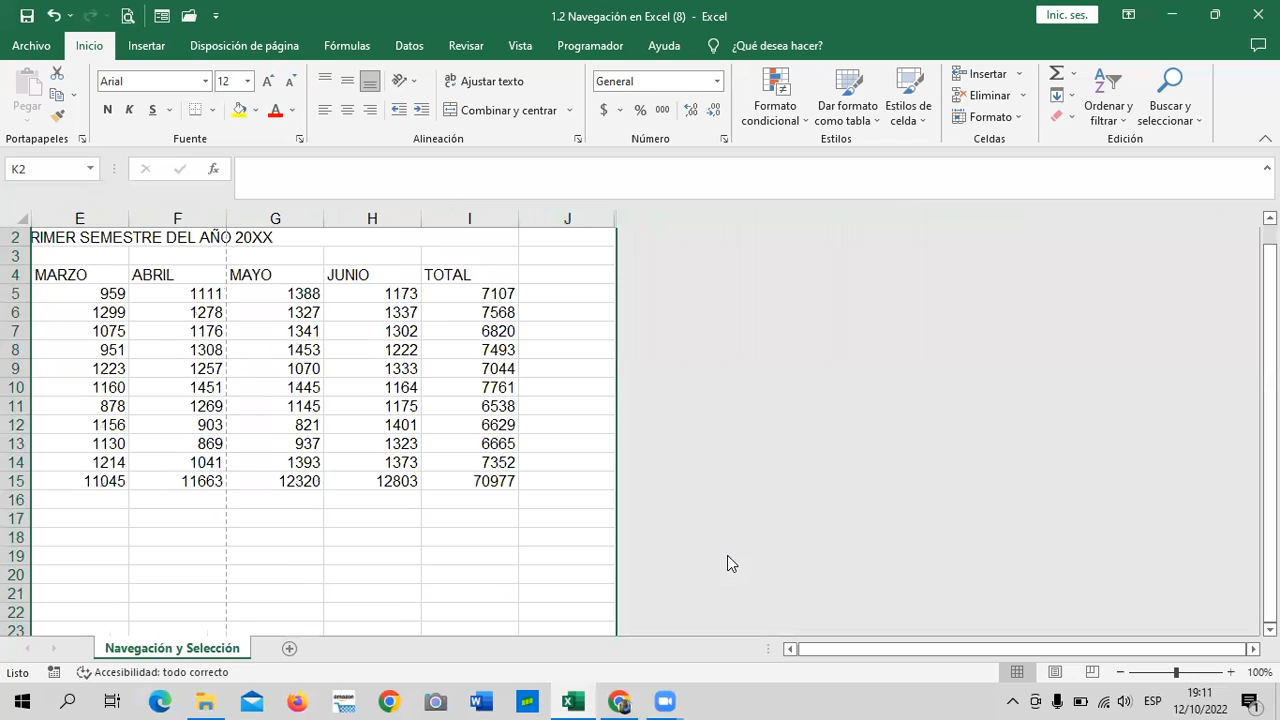 1.2 Navegación en Excel (8) - Excel
Inic. ses.
Archivo Inicio Insertar Disposición de página Fórmulas Datos Revisar Vista Programador Ayuda ¿Qué desea hacer?
Pegar
Arial 12
N K S
Ajustar texto
Combinar y centrar
General
$ % 000
Formato condicional
Dar formato como tabla
Estilos de celda
Insertar
Eliminar
Formato
Ordenar y filtrar
Buscar y seleccionar
Portapapeles Fuente Alineación Número Estilos Celdas Edición
K2 fx
E F G H I J
2 RIMER SEMESTRE DEL AÑO 20XX
3
4 MARZO ABRIL MAYO JUNIO TOTAL
5 959 1111 1388 1173 7107
6 1299 1278 1327 1337 7568
7 1075 1176 1341 1302 6820
8 951 1308 1453 1222 7493
9 1223 1257 1070 1333 7044
10 1160 1451 1445 1164 7761
11 878 1269 1145 1175 6538
12 1156 903 821 1401 6629
13 1130 869 937 1323 6665
14 1214 1041 1393 1373 7352
15 11045 11663 12320 12803 70977
16
17
18
19
20
21
22
23
Navegación y Selección
Listo Accesibilidad: todo correcto 100%
amazon
ESP
19:11
12/10/2022